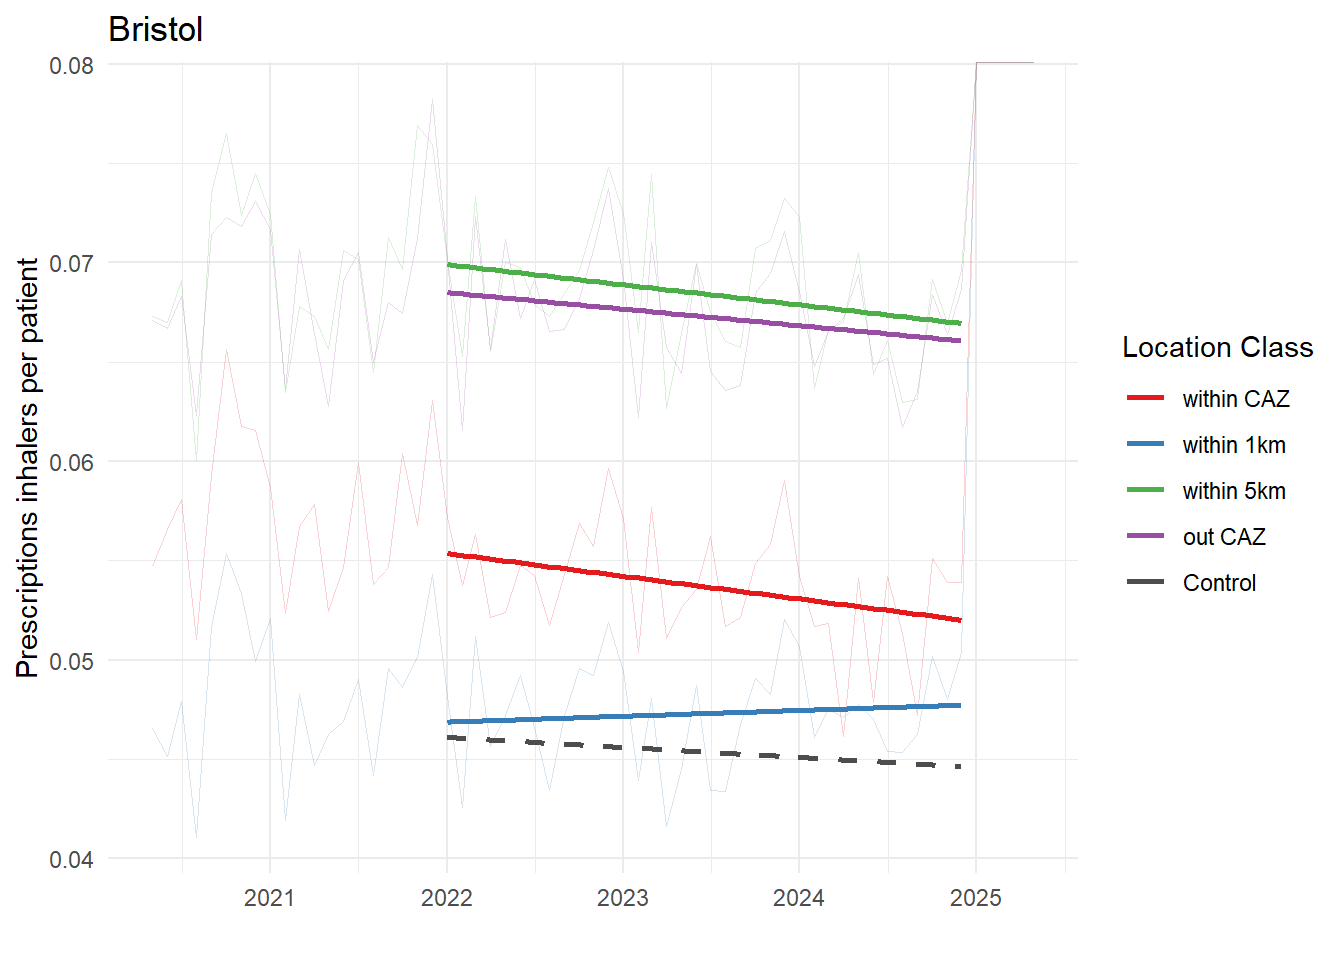 Bristol
0.08
0.07
0.06
0.05
0.04
Prescriptions inhalers per patient
2021
2022
2023
2024
2025
Location Class
within CAZ
within 1km
within 5km
out CAZ
Control